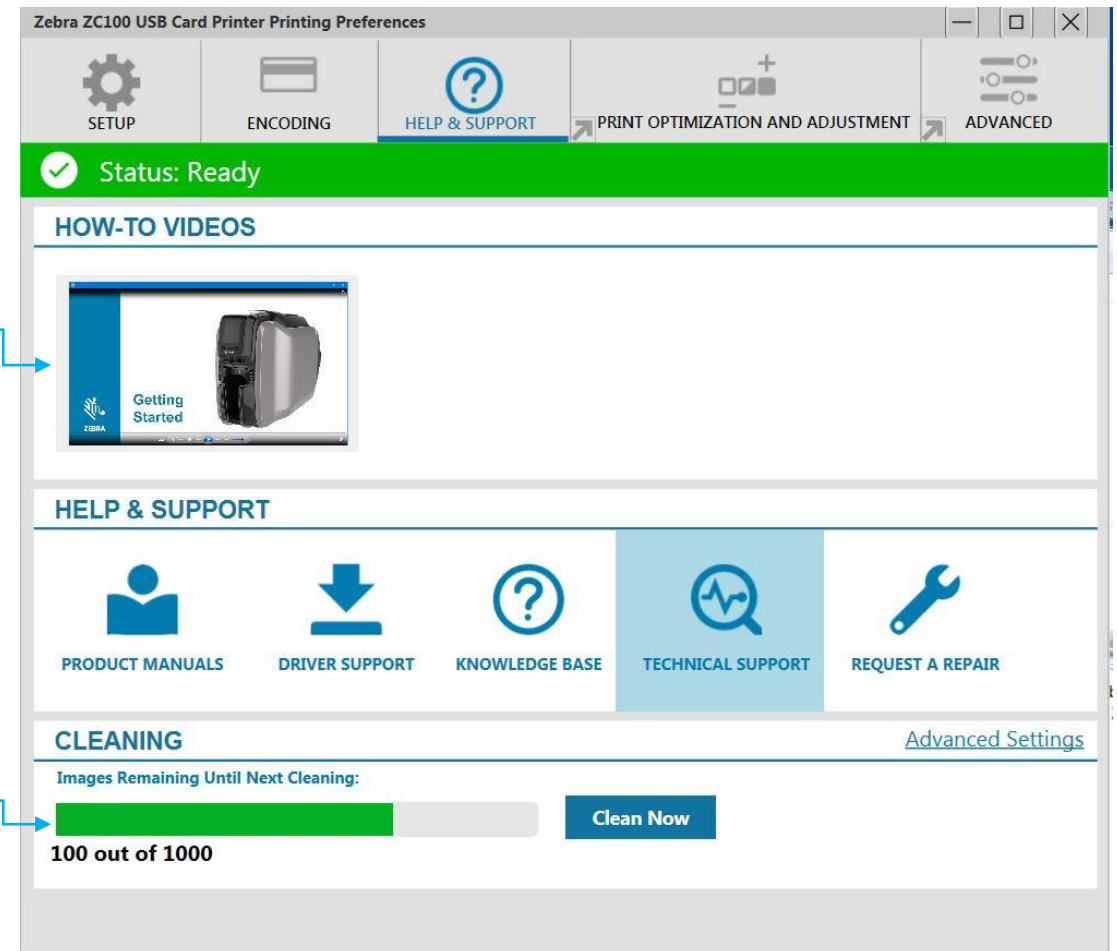 Zebra ZC100 USB Card Printer Printing Preferences
SETUP
ENCODING
HELP & SUPPORT
PRINT OPTIMIZATION AND ADJUSTMENT
ADVANCED
Status: Ready
HOW-TO VIDEOS
Getting
Started
ZEBRA
HELP & SUPPORT
PRODUCT MANUALS
DRIVER SUPPORT
KNOWLEDGE BASE
TECHNICAL SUPPORT
REQUEST A REPAIR
CLEANING
Advanced Settings
Images Remaining Until Next Cleaning:
Clean Now
100 out of 1000